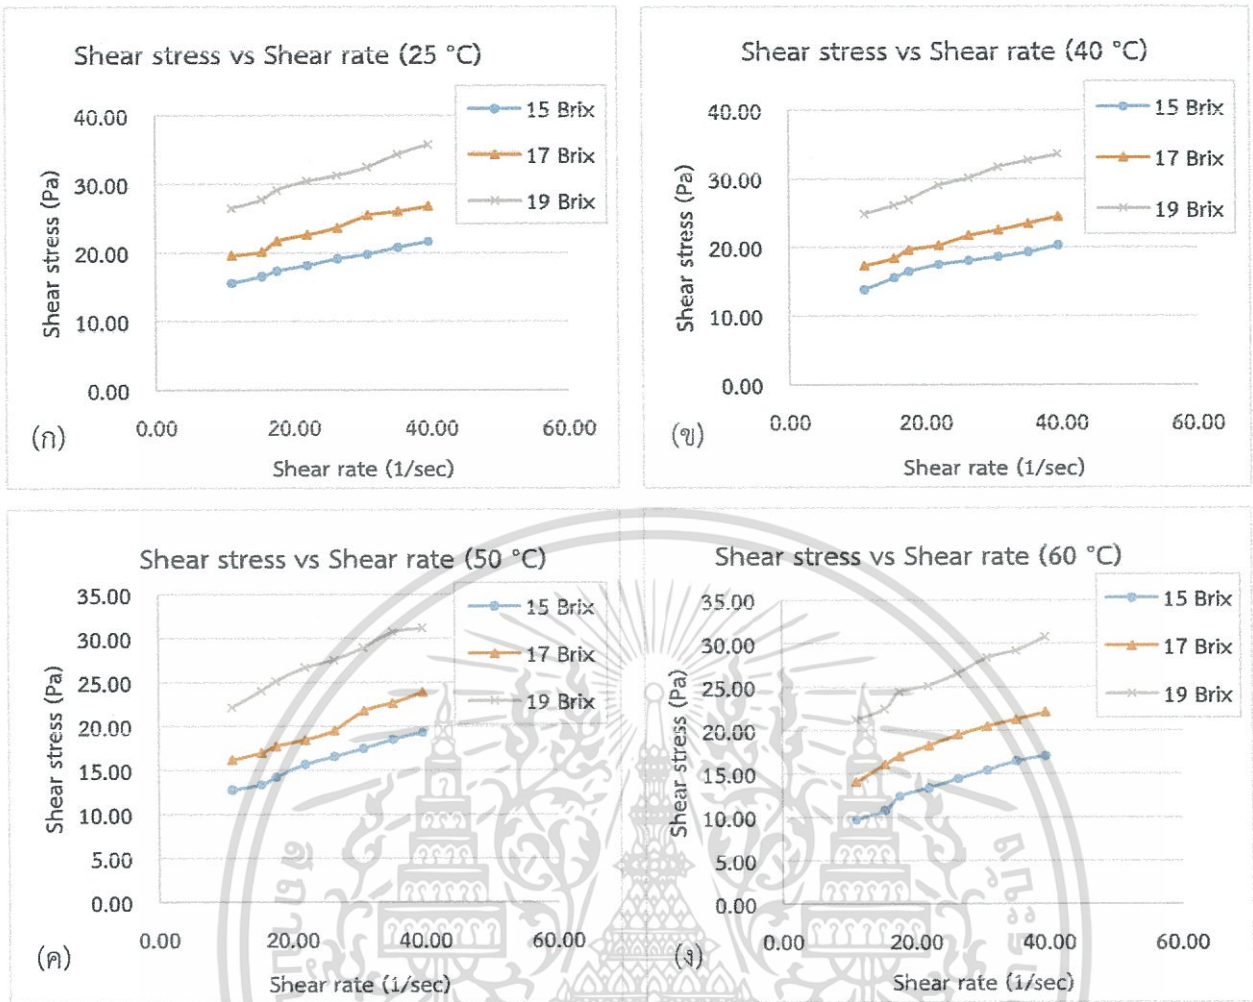 Shear stress vs Shear rate (25 °C)
15 Brix
17 Brix
19 Brix
40.00
30.00
20.00
10.00
0.00
Shear stress (Pa)
0.00 20.00 40.00 60.00
Shear rate (1/sec)
(ก)
Shear stress vs Shear rate (40 °C)
15 Brix
17 Brix
19 Brix
40.00
30.00
20.00
10.00
0.00
Shear stress (Pa)
0.00 20.00 40.00 60.00
Shear rate (1/sec)
(ข)
Shear stress vs Shear rate (50 °C)
15 Brix
17 Brix
19 Brix
35.00
30.00
25.00
20.00
15.00
10.00
5.00
0.00
Shear stress (Pa)
0.00 20.00 40.00 60.00
Shear rate (1/sec)
(ค)
Shear stress vs Shear rate (60 °C)
15 Brix
17 Brix
19 Brix
35.00
30.00
25.00
20.00
15.00
10.00
5.00
0.00
Shear stress (Pa)
0.00 20.00 40.00 60.00
Shear rate (1/sec)
(ง)